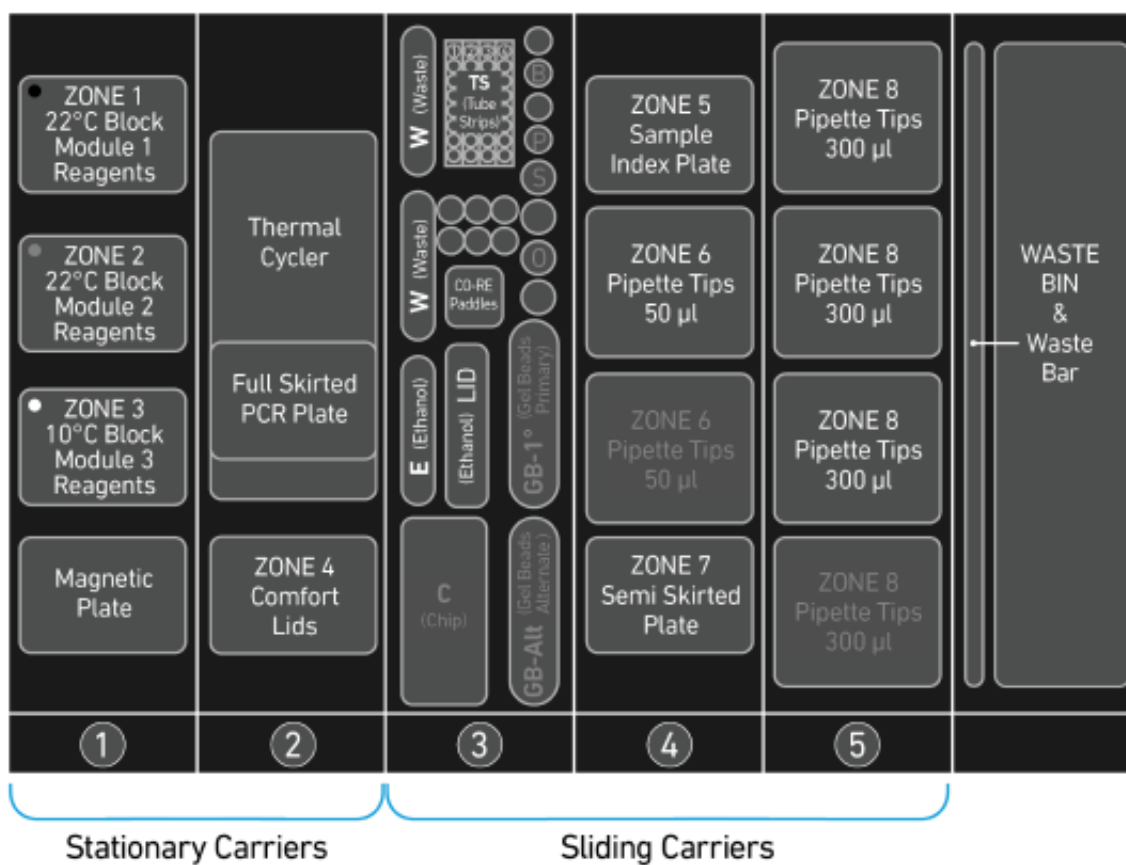 ZONE 1
22°C Block
Module 1
Reagents
ZONE 2
22°C Block
Module 2
Reagents
ZONE 3
10°C Block
Module 3
Reagents
Magnetic
Plate
Thermal
Cycler
Full Skirted
PCR Plate
ZONE 4
Comfort
Lids
W (Waste)
1 2 3 4
TS
(Tube
Strips)
B
P
S
W (Waste)
O
CO-RE
Paddles
E (Ethanol)
(Ethanol) LID
GB-1° (Gel Beads
Primary)
C
(Chip)
GB-Alt (Gel Beads
Alternate)
ZONE 5
Sample
Index Plate
ZONE 6
Pipette Tips
50 µl
ZONE 6
Pipette Tips
50 µl
ZONE 7
Semi Skirted
Plate
ZONE 8
Pipette Tips
300 µl
ZONE 8
Pipette Tips
300 µl
ZONE 8
Pipette Tips
300 µl
ZONE 8
Pipette Tips
300 µl
WASTE
BIN
&
Waste
Bar
1
2
3
4
5
Stationary Carriers
Sliding Carriers